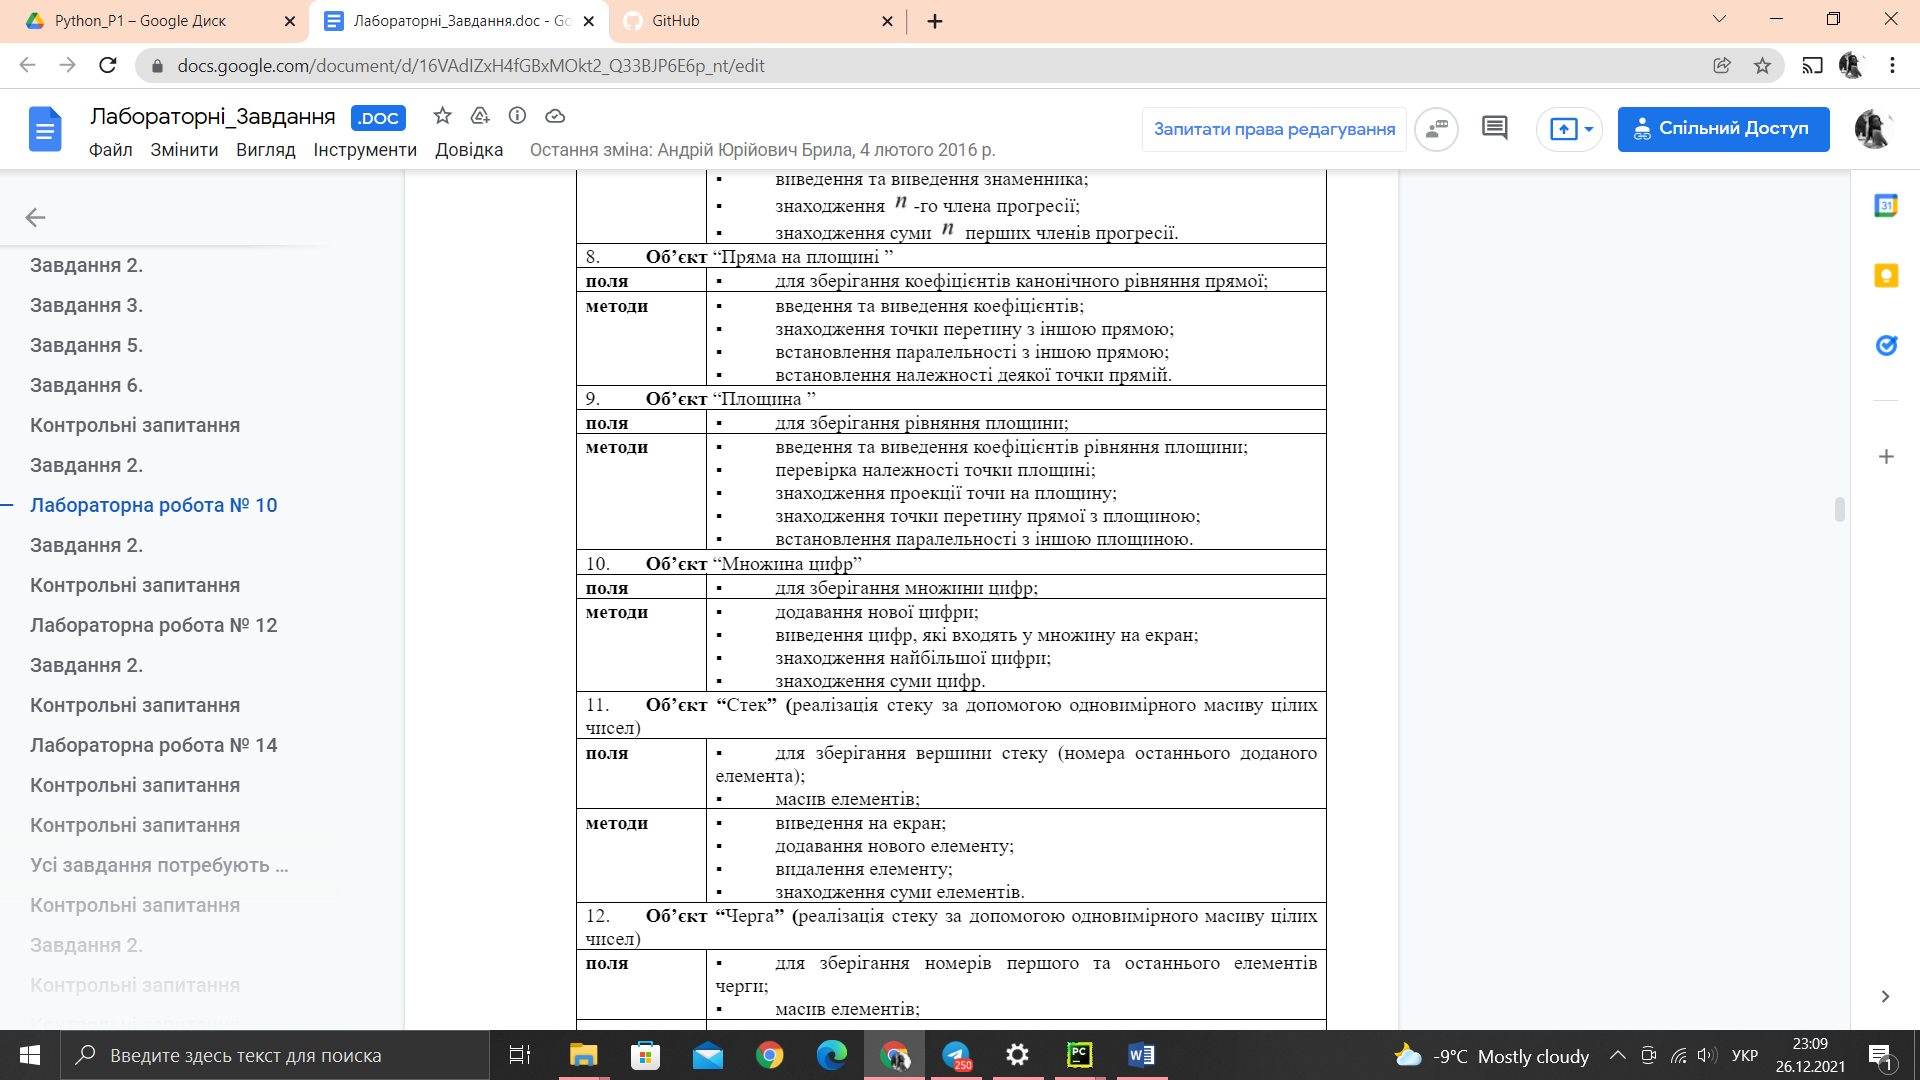 Python_P1 – Google Диск
Лабораторні_Завдання.doc - Go
GitHub
docs.google.com/document/d/16VAdIZxH4fGBxMOkt2_Q33BJP6E6p_nt/edit
Лабораторні_Завдання .DOC
Файл Змінити Вигляд Інструменти Довідка Остання зміна: Андрій Юрійович Брила, 4 лютого 2016 р.
Запитати права редагування
Спільний Доступ
Завдання 2.
Завдання 3.
Завдання 5.
Завдання 6.
Контрольні запитання
Завдання 2.
Лабораторна робота № 10
Завдання 2.
Контрольні запитання
Лабораторна робота № 12
Завдання 2.
Контрольні запитання
Лабораторна робота № 14
Контрольні запитання
Контрольні запитання
Усі завдання потребують ...
Контрольні запитання
Завдання 2.
Контрольні запитання
▪ виведення та виведення знаменника;
▪ знаходження n -го члена прогресії;
▪ знаходження суми n перших членів прогресії.
8. Об’єкт “Пряма на площині ”
поля ▪ для зберігання коефіцієнтів канонічного рівняння прямої;
методи ▪ введення та виведення коефіцієнтів;
▪ знаходження точки перетину з іншою прямою;
▪ встановлення паралельності з іншою прямою;
▪ встановлення належності деякої точки прямій.
9. Об’єкт “Площина ”
поля ▪ для зберігання рівняння площини;
методи ▪ введення та виведення коефіцієнтів рівняння площини;
▪ перевірка належності точки площині;
▪ знаходження проекції точи на площину;
▪ знаходження точки перетину прямої з площиною;
▪ встановлення паралельності з іншою площиною.
10. Об’єкт “Множина цифр”
поля ▪ для зберігання множини цифр;
методи ▪ додавання нової цифри;
▪ виведення цифр, які входять у множину на екран;
▪ знаходження найбільшої цифри;
▪ знаходження суми цифр.
11. Об’єкт “Стек” (реалізація стеку за допомогою одновимірного масиву цілих
чисел)
поля ▪ для зберігання вершини стеку (номера останнього доданого
елемента);
▪ масив елементів;
методи ▪ виведення на екран;
▪ додавання нового елементу;
▪ видалення елементу;
▪ знаходження суми елементів.
12. Об’єкт “Черга” (реалізація стеку за допомогою одновимірного масиву цілих
чисел)
поля ▪ для зберігання номерів першого та останнього елементів
черги;
▪ масив елементів;
31
Введите здесь текст для поиска
PC
250
W
-9°C Mostly cloudy
УКР
23:09
26.12.2021
1